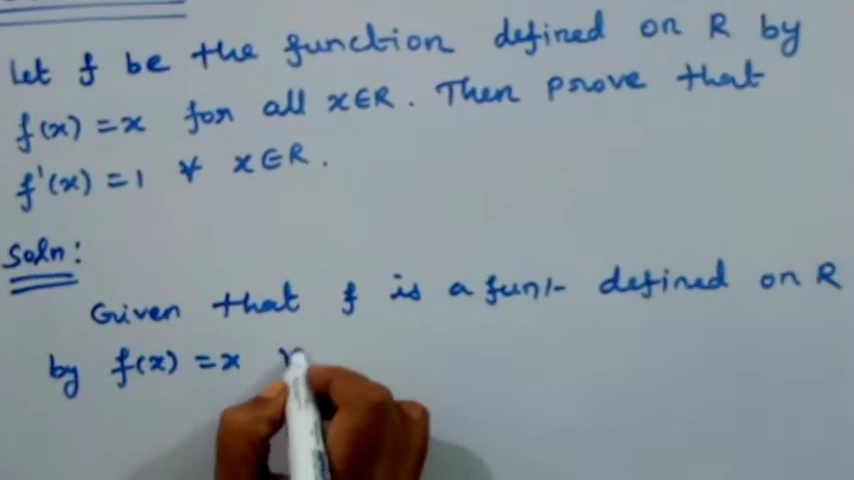 Let f be the function defined on R by
f(x) = x for all x∈R. Then prove that
f'(x) = 1 ∀ x∈R.
Soln:
Given that f is a fun/- defined on R
by f(x) = x